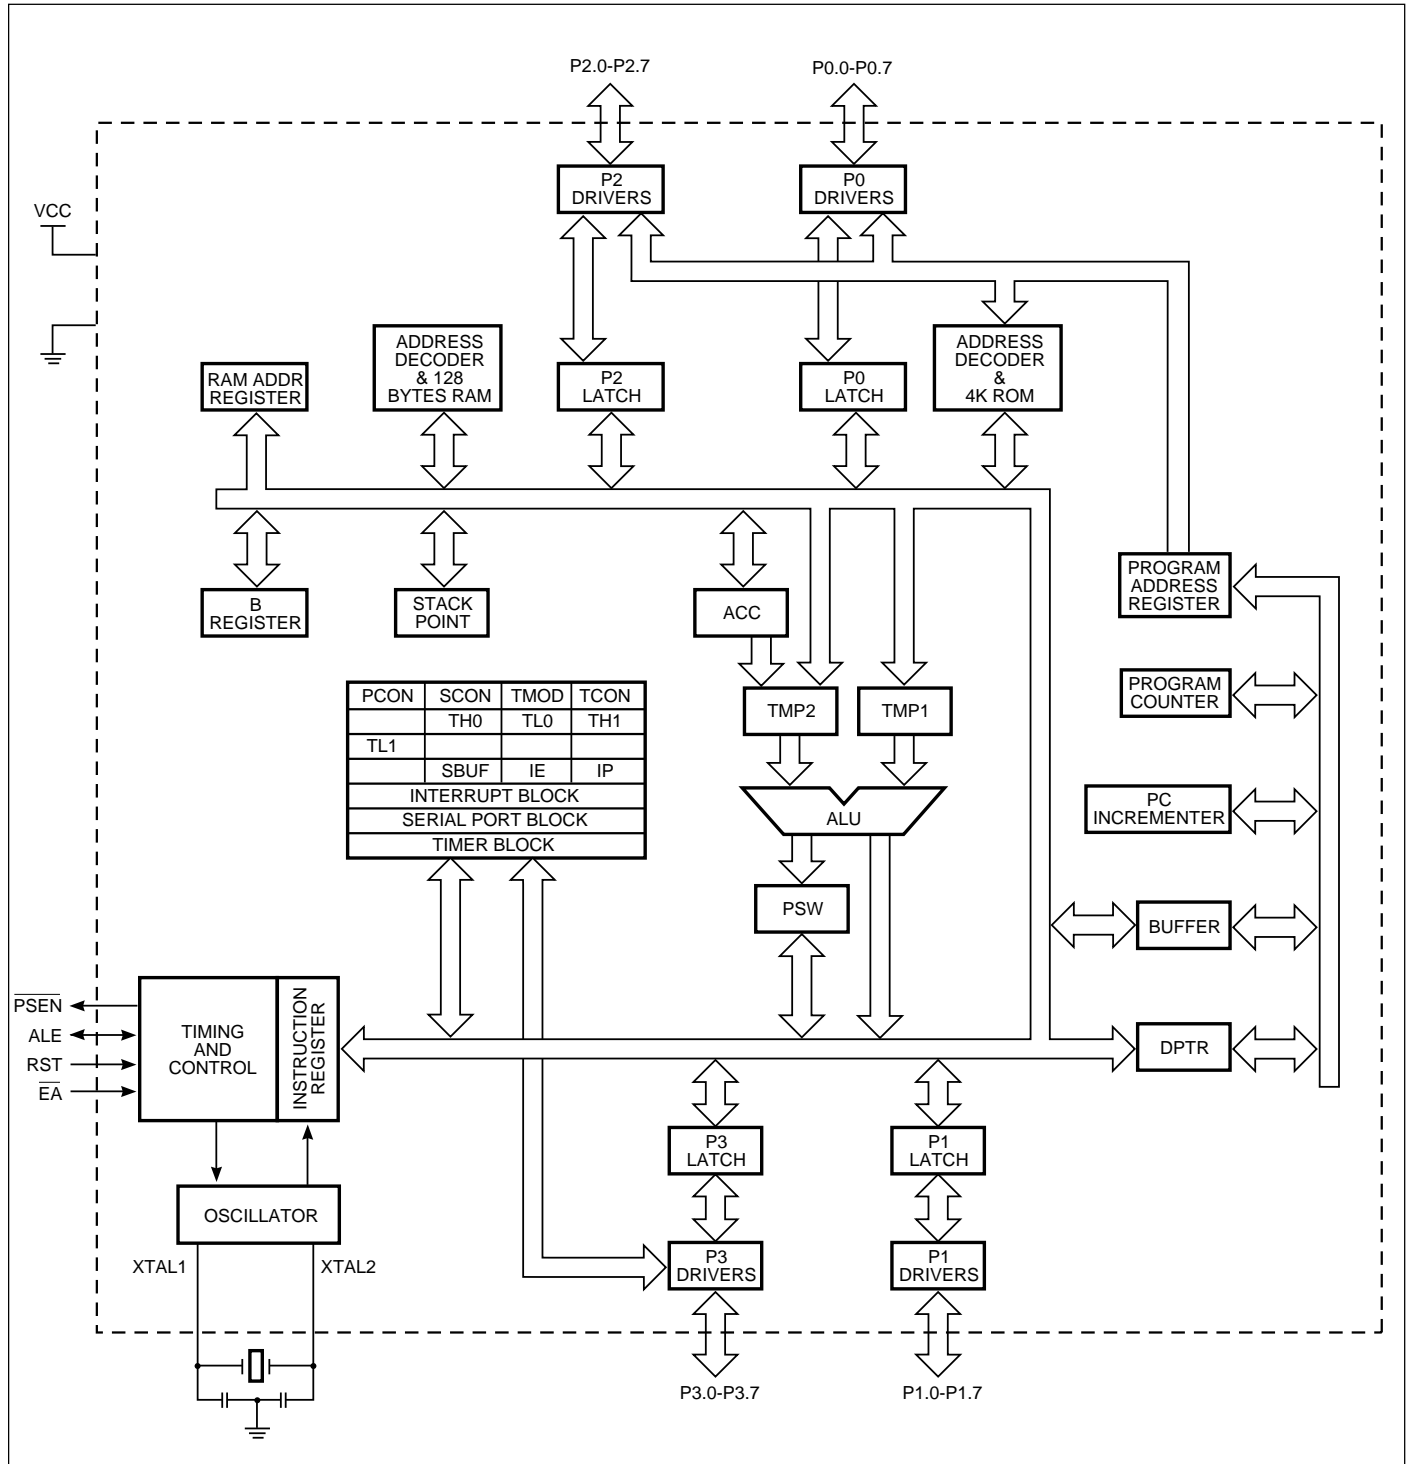 P2.0-P2.7
P0.0-P0.7
P2
DRIVERS
P0
DRIVERS
VCC
RAM ADDR
REGISTER
ADDRESS
DECODER
& 128
BYTES RAM
P2
LATCH
P0
LATCH
ADDRESS
DECODER
&
4K ROM
B
REGISTER
STACK
POINT
ACC
PROGRAM
ADDRESS
REGISTER
PCON SCON TMOD TCON
TH0 TL0 TH1
TL1
SBUF IE IP
INTERRUPT BLOCK
SERIAL PORT BLOCK
TIMER BLOCK
TMP2
TMP1
PROGRAM
COUNTER
ALU
PC
INCREMENTER
PSW
BUFFER
PSEN
ALE
RST
EA
TIMING
AND
CONTROL
INSTRUCTION
REGISTER
DPTR
P3
LATCH
P1
LATCH
OSCILLATOR
XTAL1
XTAL2
P3
DRIVERS
P1
DRIVERS
P3.0-P3.7
P1.0-P1.7